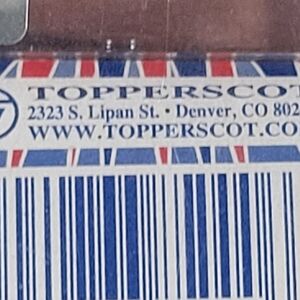 TOPPERSCOT
2323 S. Lipan St. • Denver, CO 802
WWW.TOPPERSCOT.CO